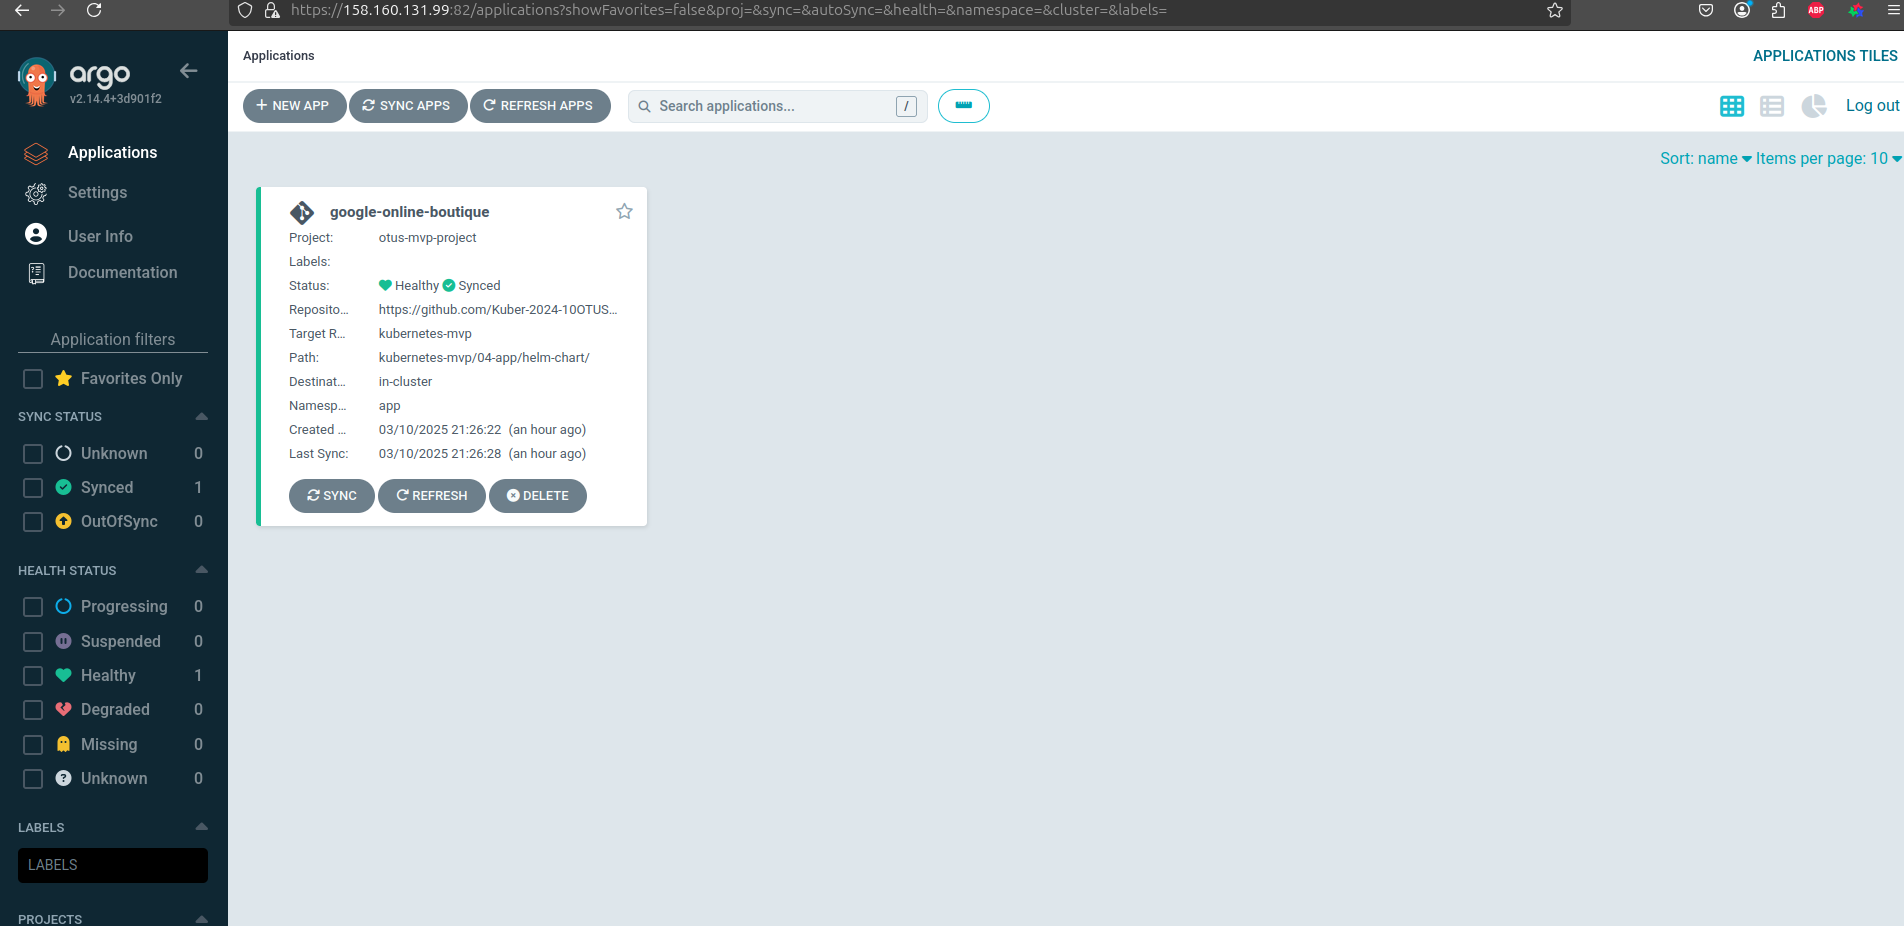 https://158.160.131.99:82/applications?showFavorites=false&proj=&sync=&autoSync=&health=&namespace=&cluster=&labels=
ABP
argo
v2.14.4+3d901f2
Applications
Settings
User Info
Documentation
Application filters
Favorites Only
SYNC STATUS
Unknown 0
Synced 1
OutOfSync 0
HEALTH STATUS
Progressing 0
Suspended 0
Healthy 1
Degraded 0
Missing 0
Unknown 0
LABELS
LABELS
PROJECTS
Applications
APPLICATIONS TILES
NEW APP
SYNC APPS
REFRESH APPS
Search applications...
/
Log out
Sort: name Items per page: 10
google-online-boutique
Project: otus-mvp-project
Labels:
Status: Healthy Synced
Reposito... https://github.com/Kuber-2024-10OTUS...
Target R... kubernetes-mvp
Path: kubernetes-mvp/04-app/helm-chart/
Destinat... in-cluster
Namesp... app
Created ... 03/10/2025 21:26:22 (an hour ago)
Last Sync: 03/10/2025 21:26:28 (an hour ago)
SYNC
REFRESH
DELETE